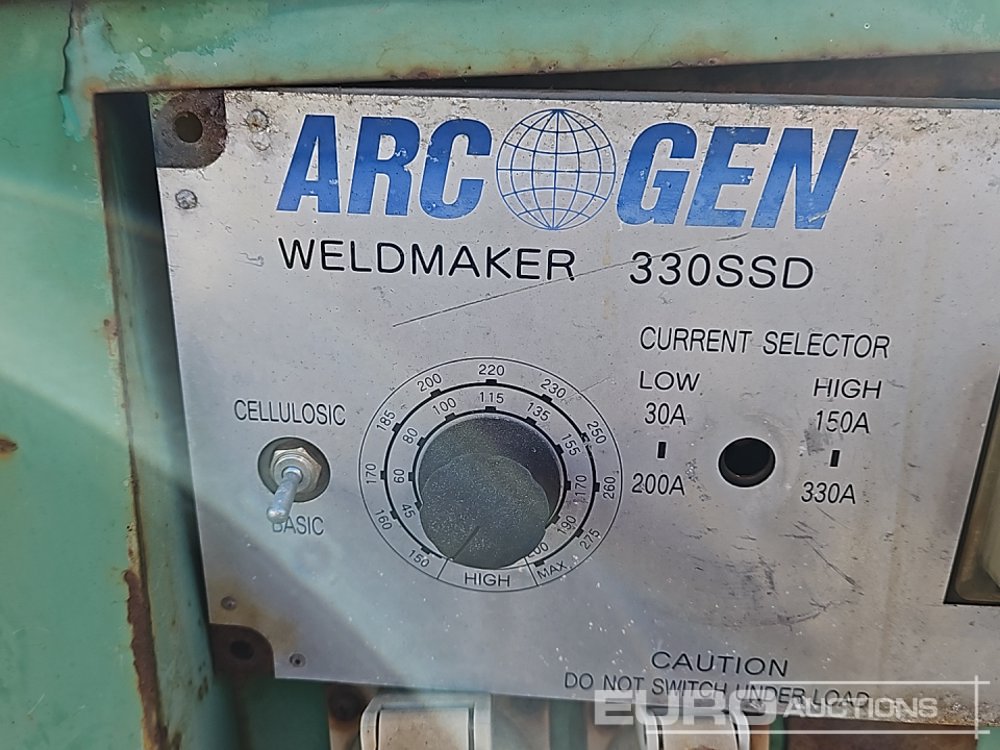 ARC GEN
WELDMAKER 330SSD
CURRENT SELECTOR
LOW HIGH
30A 150A
200A 330A
CELLULOSIC
BASIC
150 160 170 185 200 220 230 250 260 275 MAX
45 60 80 100 115 135 155 170 190 200
HIGH
CAUTION
DO NOT SWITCH UNDER LOAD
EURO AUCTIONS